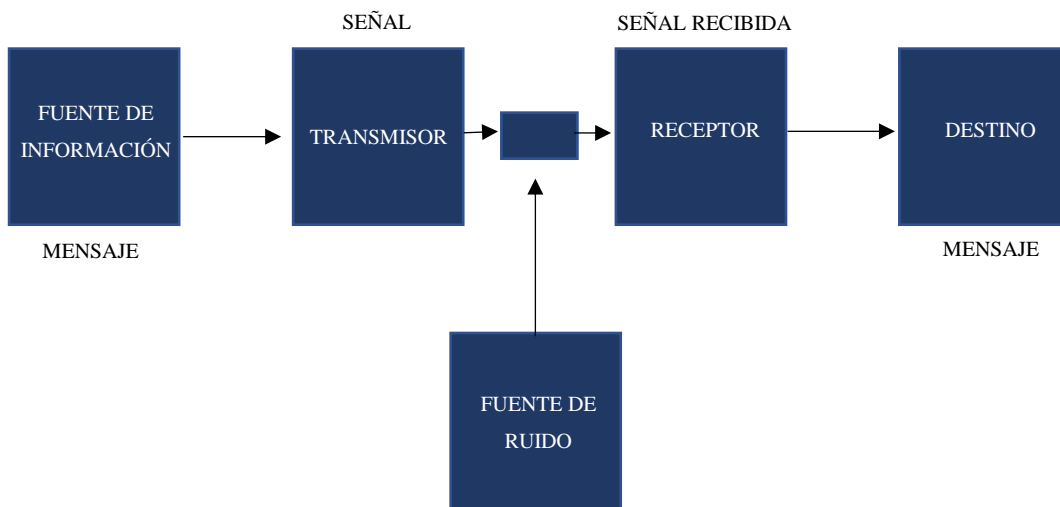 SEÑAL
SEÑAL RECIBIDA
FUENTE DE
INFORMACIÓN
TRANSMISOR
RECEPTOR
DESTINO
MENSAJE
MENSAJE
FUENTE DE
RUIDO